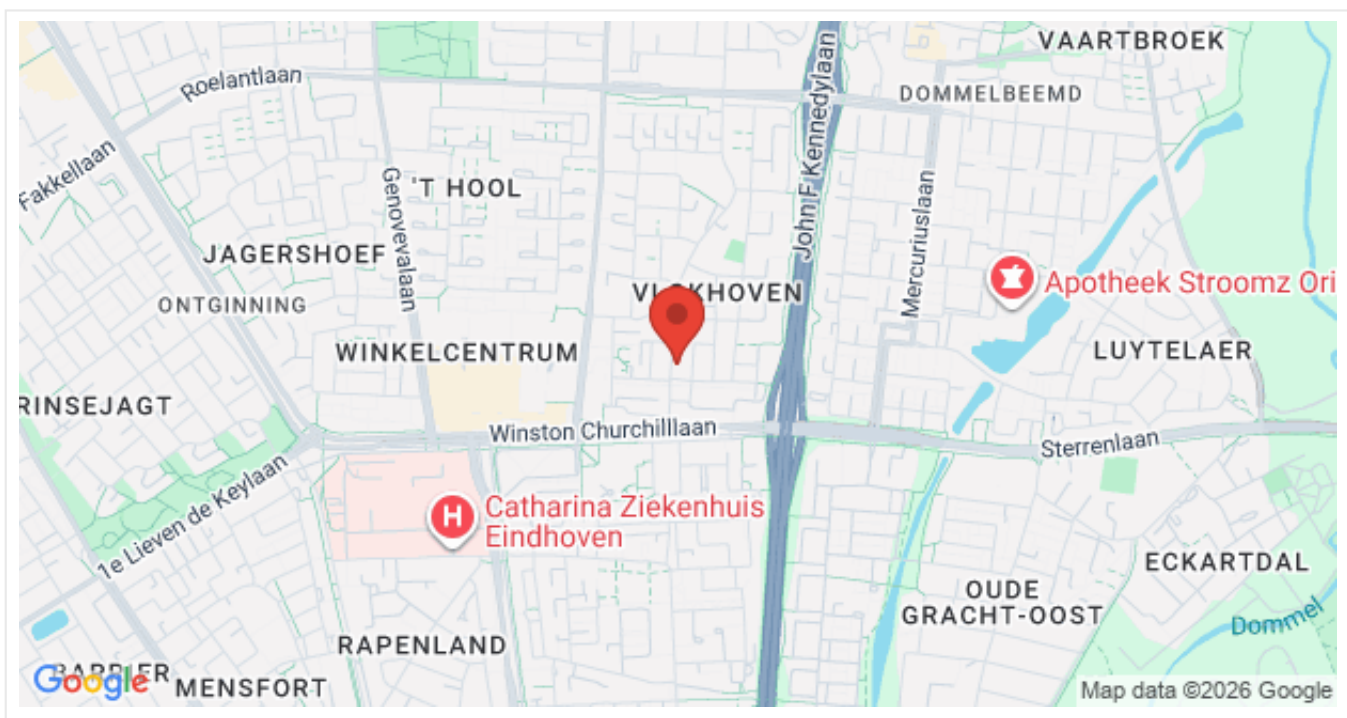 VAARTBROEK
Roelantlaan
DOMMELBEEMD
John F Kennedylaan
Fakkellaan
'T HOOL
Genovevalaan
Mercuriuslaan
JAGERSHOEF
Apotheek Stroomz Ori
VLOKHOVEN
ONTGINNING
WINKELCENTRUM
LUYTELAER
RINSEJAGT
Winston Churchilllaan
Sterrenlaan
1e Lieven de Keylaan
H
Catharina Ziekenhuis
Eindhoven
ECKARTDAL
OUDE
GRACHT-OOST
Dommel
RAPENLAND
BARRIER
Google
MENSFORT
Map data ©2026 Google